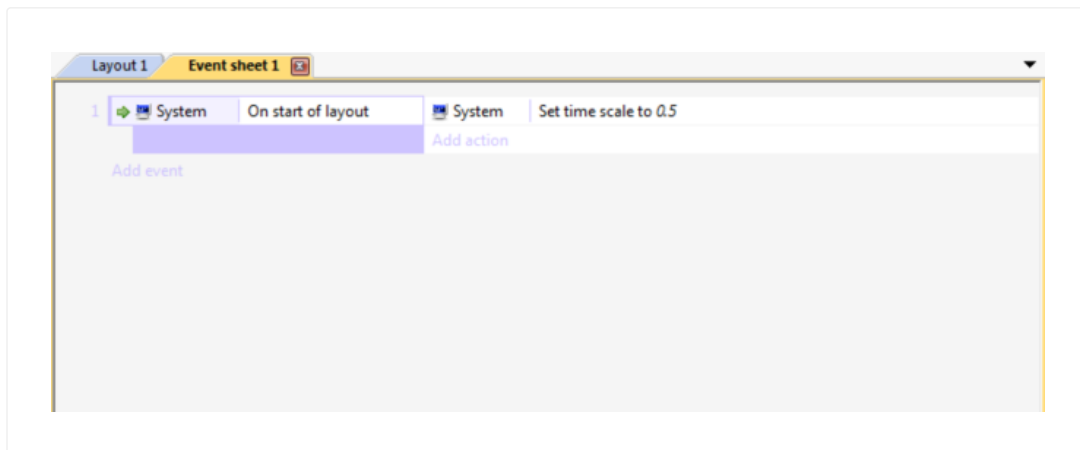 Layout 1 Event sheet 1
1 System On start of layout System Set time scale to 0.5
Add action
Add event